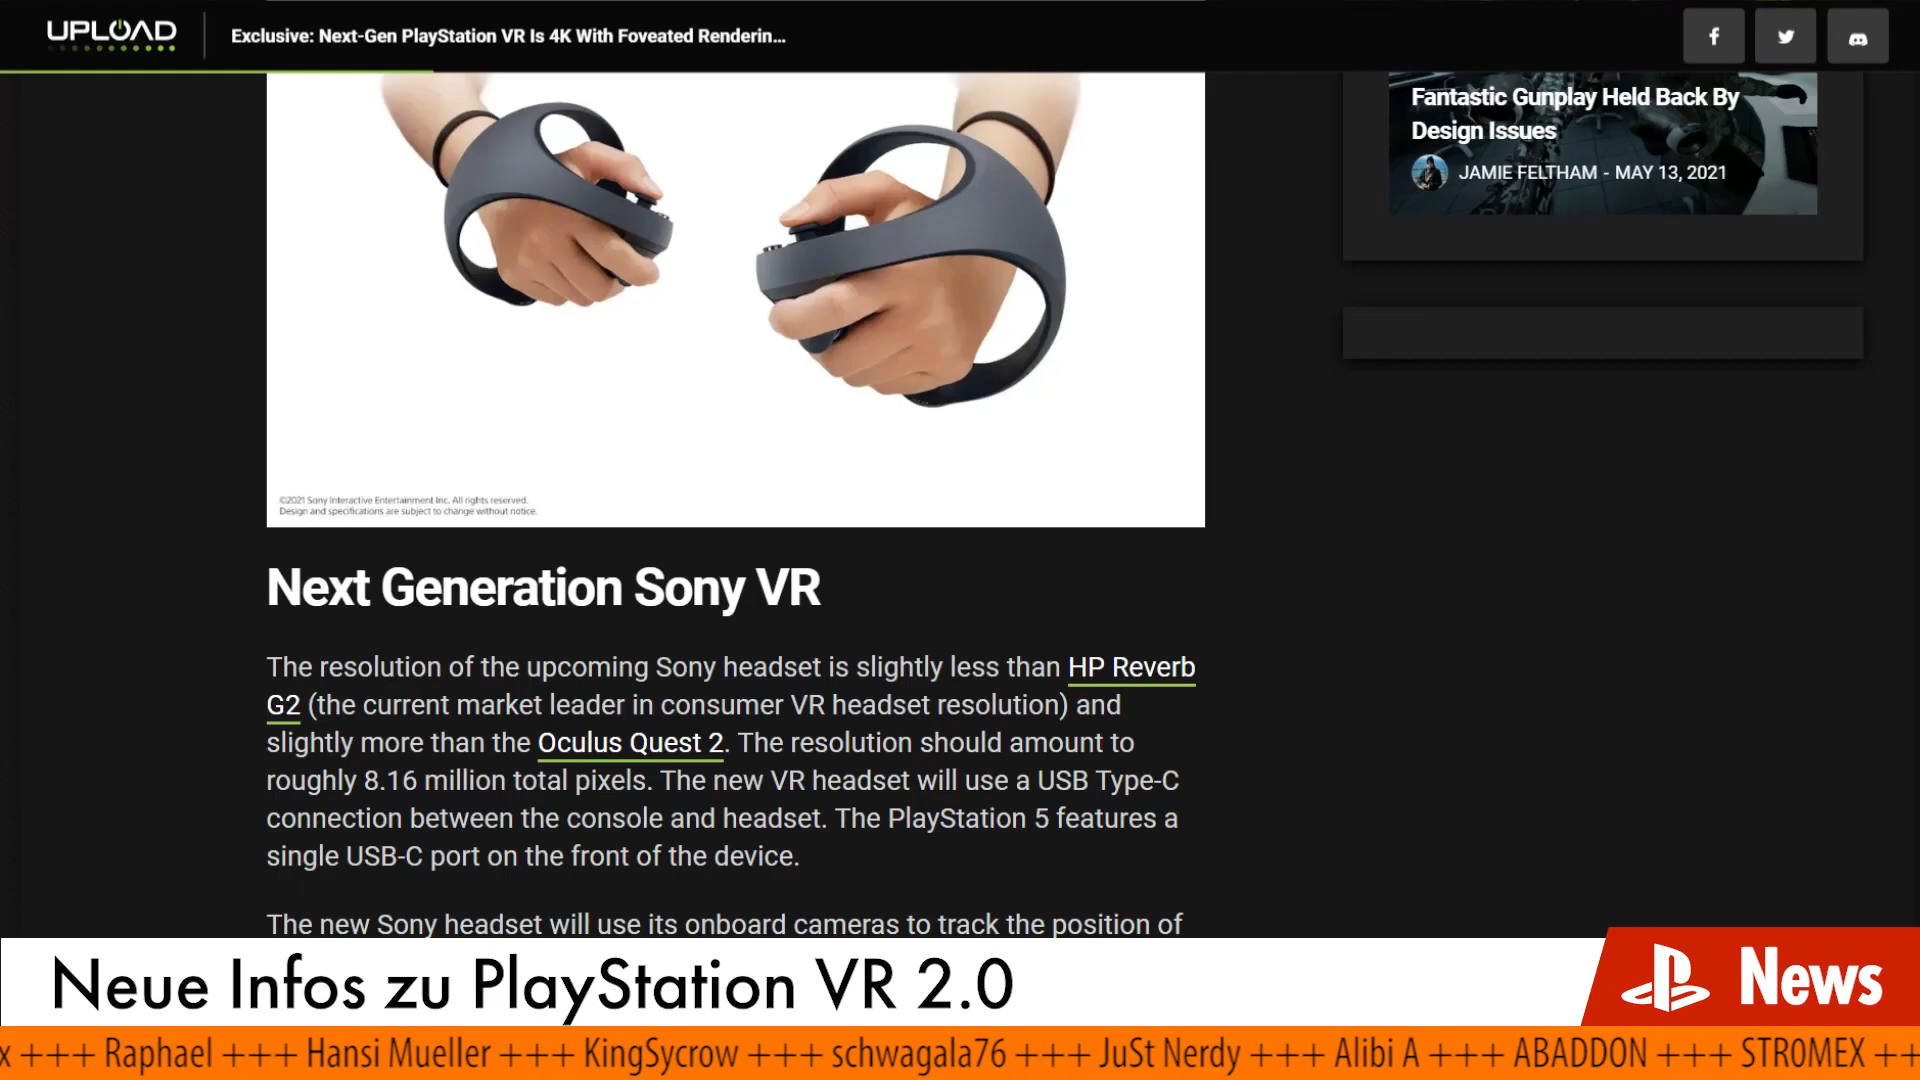 UPLOAD
Exclusive: Next-Gen PlayStation VR Is 4K With Foveated Renderin...
Fantastic Gunplay Held Back By
Design Issues
JAMIE FELTHAM - MAY 13, 2021
©2021 Sony Interactive Entertainment Inc. All rights reserved.
Design and specifications are subject to change without notice.
Next Generation Sony VR
The resolution of the upcoming Sony headset is slightly less than HP Reverb
G2 (the current market leader in consumer VR headset resolution) and
slightly more than the Oculus Quest 2. The resolution should amount to
roughly 8.16 million total pixels. The new VR headset will use a USB Type-C
connection between the console and headset. The PlayStation 5 features a
single USB-C port on the front of the device.
The new Sony headset will use its onboard cameras to track the position of
Neue Infos zu PlayStation VR 2.0
News
x +++ Raphael +++ Hansi Mueller +++ KingSycrow +++ schwagala76 +++ JuSt Nerdy +++ Alibi A +++ ABADDON +++ STR0MEX ++